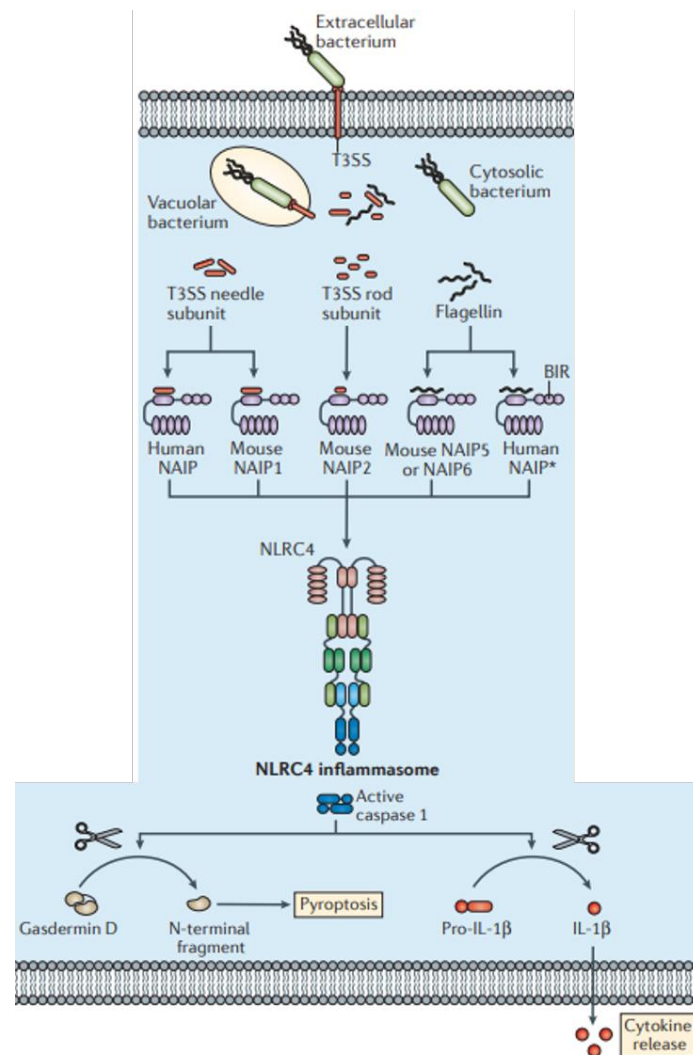 Extracellular
bacterium
T3SS
Vacuolar
bacterium
Cytosolic
bacterium
T3SS needle
subunit
T3SS rod
subunit
Flagellin
BIR
Human
NAIP
Mouse
NAIP1
Mouse
NAIP2
Mouse NAIP5
or NAIP6
Human
NAIP*
NLRC4
NLRC4 inflammasome
Active
caspase 1
Gasdermin D
N-terminal
fragment
Pyroptosis
Pro-IL-1β
IL-1β
Cytokine
release